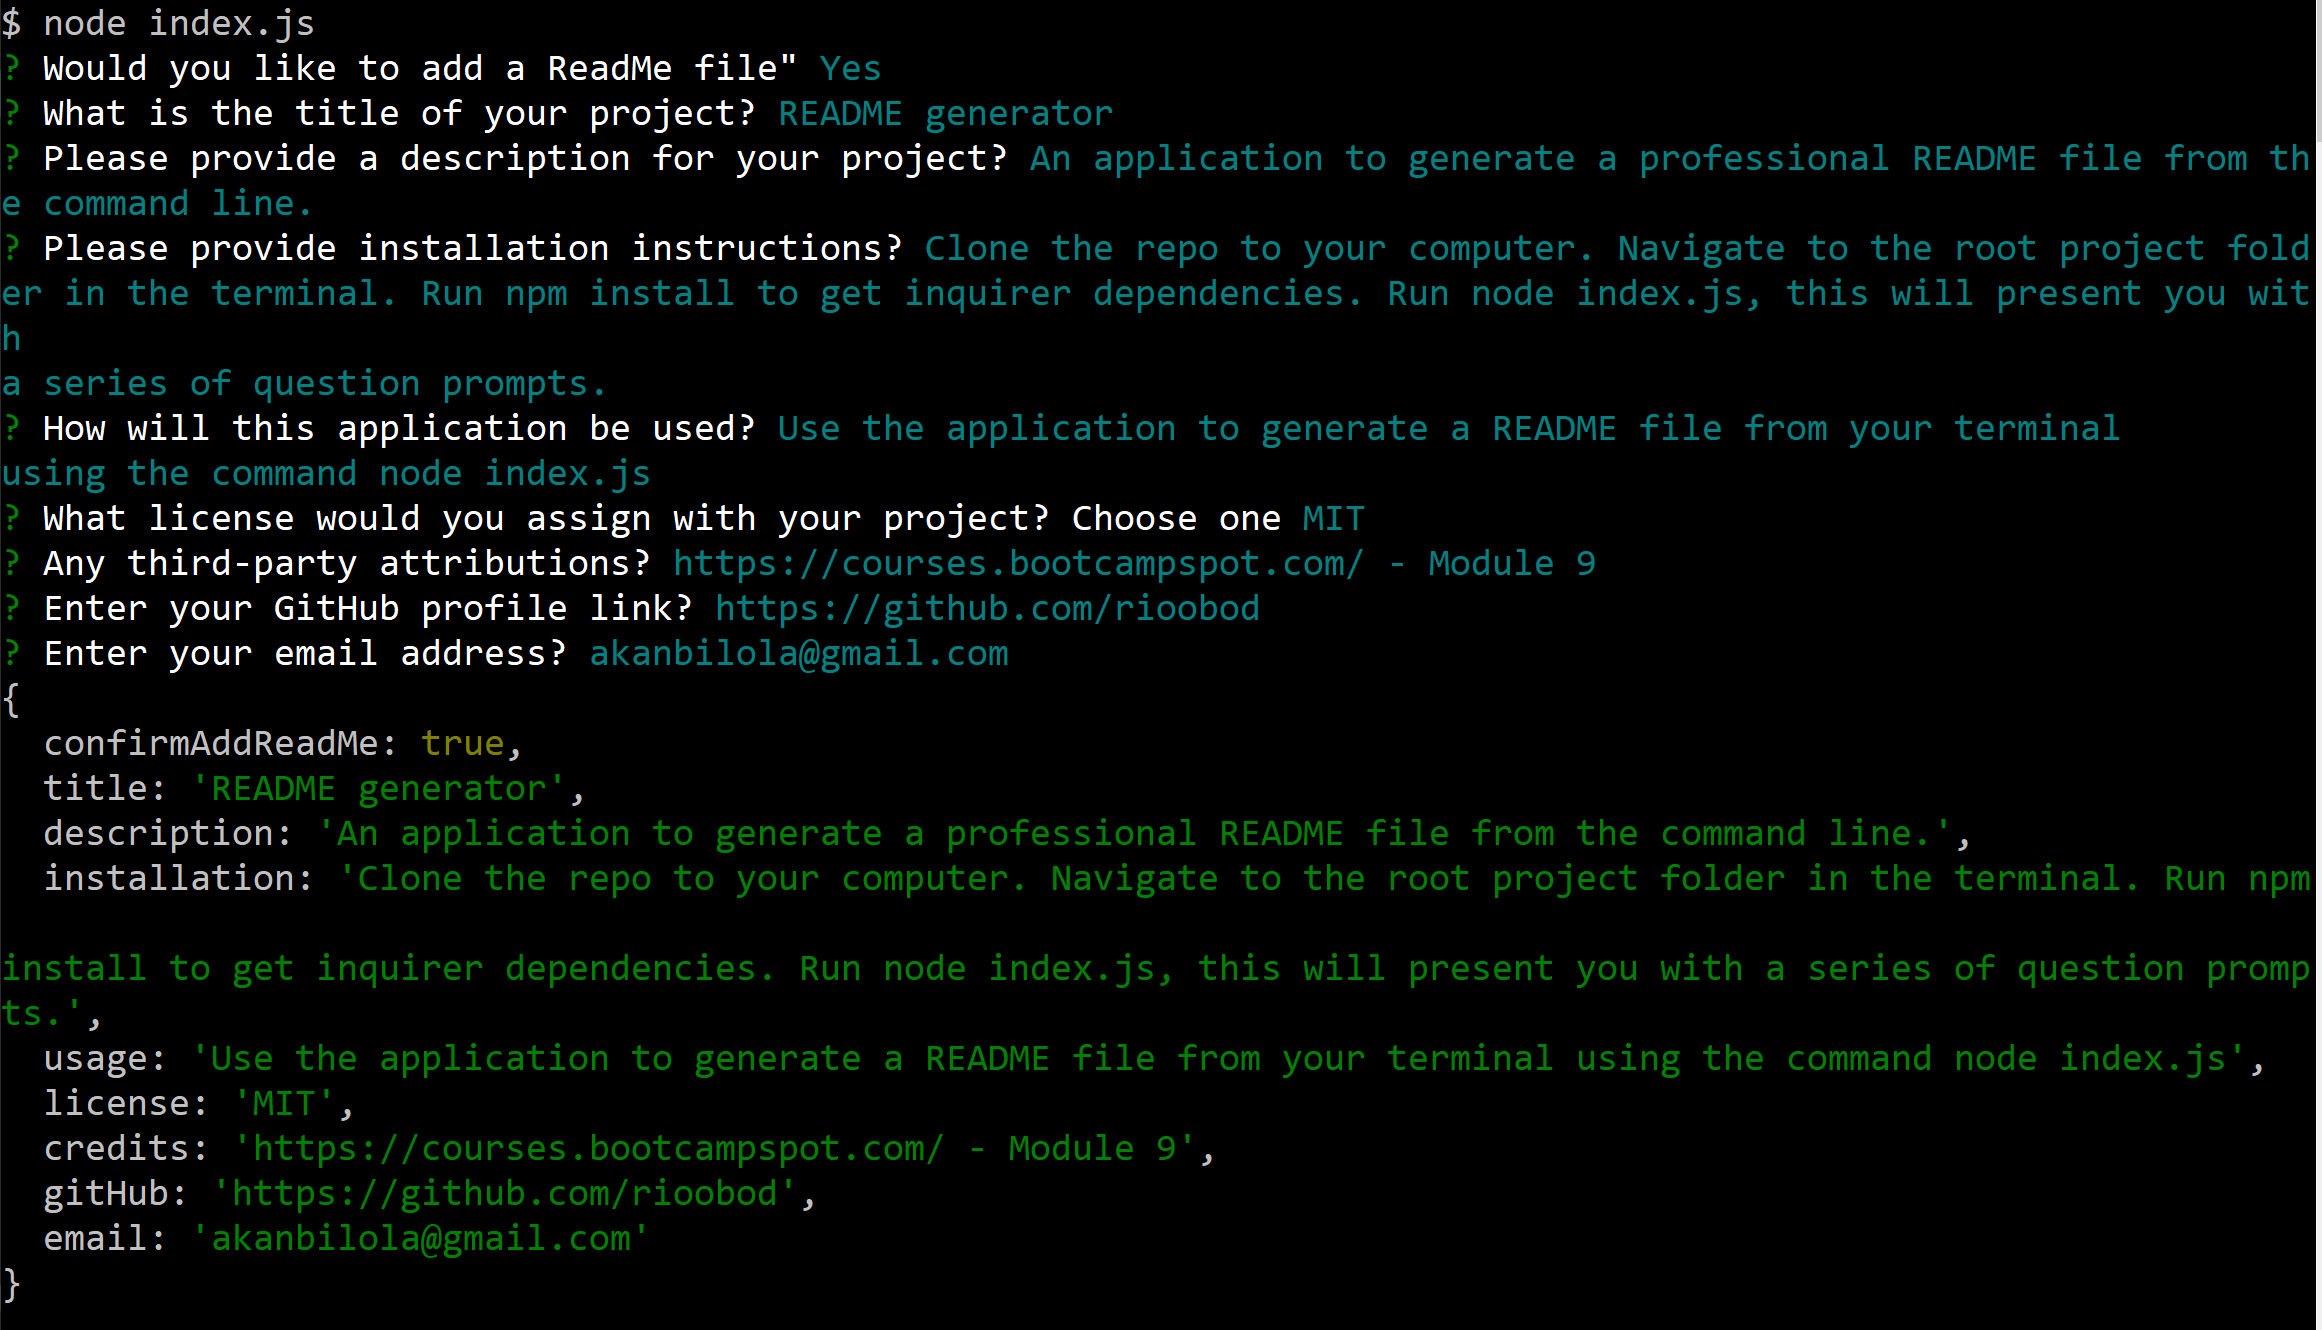 $ node index.js
? Would you like to add a ReadMe file" Yes
? What is the title of your project? README generator
? Please provide a description for your project? An application to generate a professional README file from th
e command line.
? Please provide installation instructions? Clone the repo to your computer. Navigate to the root project fold
er in the terminal. Run npm install to get inquirer dependencies. Run node index.js, this will present you wit
h
a series of question prompts.
? How will this application be used? Use the application to generate a README file from your terminal
using the command node index.js
? What license would you assign with your project? Choose one MIT
? Any third-party attributions? https://courses.bootcampspot.com/ - Module 9
? Enter your GitHub profile link? https://github.com/rioobod
? Enter your email address? akanbilola@gmail.com
{
  confirmAddReadMe: true,
  title: 'README generator',
  description: 'An application to generate a professional README file from the command line.',
  installation: 'Clone the repo to your computer. Navigate to the root project folder in the terminal. Run npm
install to get inquirer dependencies. Run node index.js, this will present you with a series of question promp
ts.',
  usage: 'Use the application to generate a README file from your terminal using the command node index.js',
  license: 'MIT',
  credits: 'https://courses.bootcampspot.com/ - Module 9',
  gitHub: 'https://github.com/rioobod',
  email: 'akanbilola@gmail.com'
}